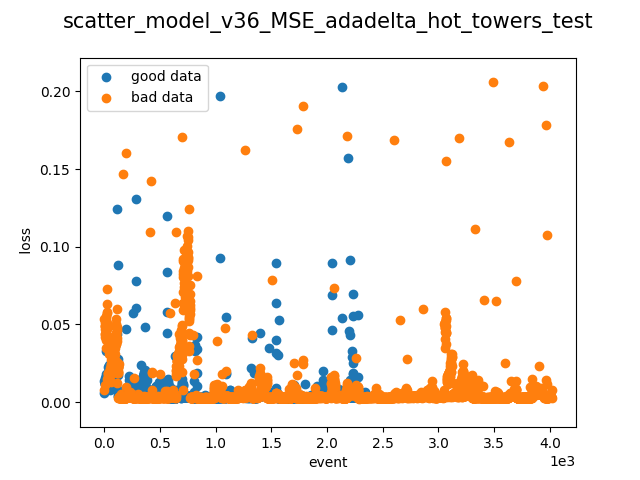 scatter_model_v36_MSE_adadelta_hot_towers_test
good data
bad data
0.20
0.15
0.10
0.05
0.00
loss
0.0 0.5 1.0 1.5 2.0 2.5 3.0 3.5 4.0
event
1e3